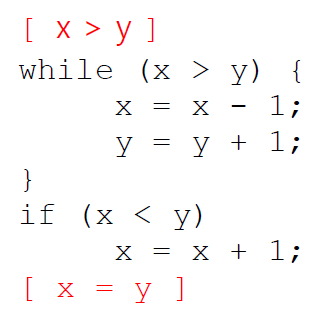 [ x > y ]
while (x > y) {
x = x - 1;
y = y + 1;
}
if (x < y)
x = x + 1;
[ x = y ]